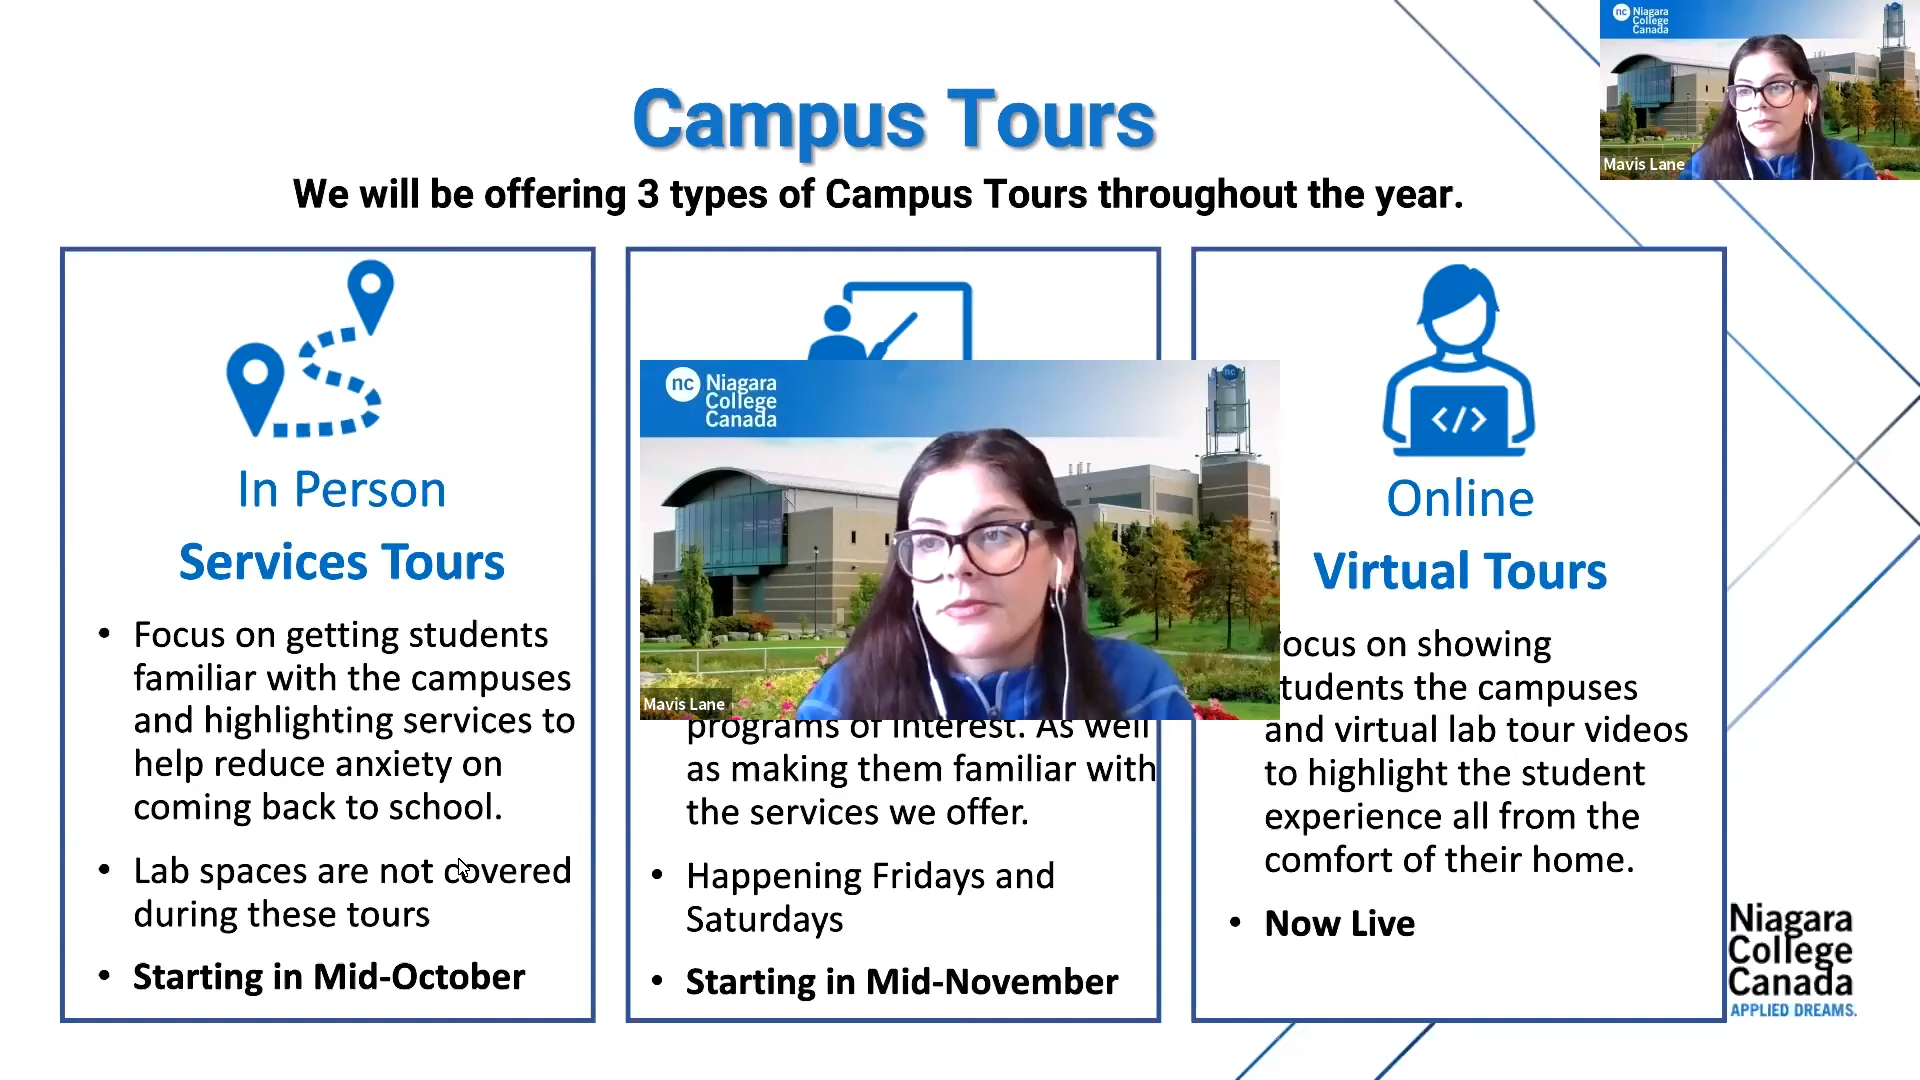 Campus Tours
We will be offering 3 types of Campus Tours throughout the year.
nc Niagara
College
Canada
Mavis Lane
In Person
Services Tours
• Focus on getting students
familiar with the campuses
and highlighting services to
help reduce anxiety on
coming back to school.
• Lab spaces are not covered
during these tours
• Starting in Mid-October
nc Niagara
College
Canada
nc
Mavis Lane
programs of interest. As well
as making them familiar with
the services we offer.
• Happening Fridays and
Saturdays
• Starting in Mid-November
</>
Online
Virtual Tours
ocus on showing
tudents the campuses
and virtual lab tour videos
to highlight the student
experience all from the
comfort of their home.
• Now Live
Niagara
College
Canada
APPLIED DREAMS.